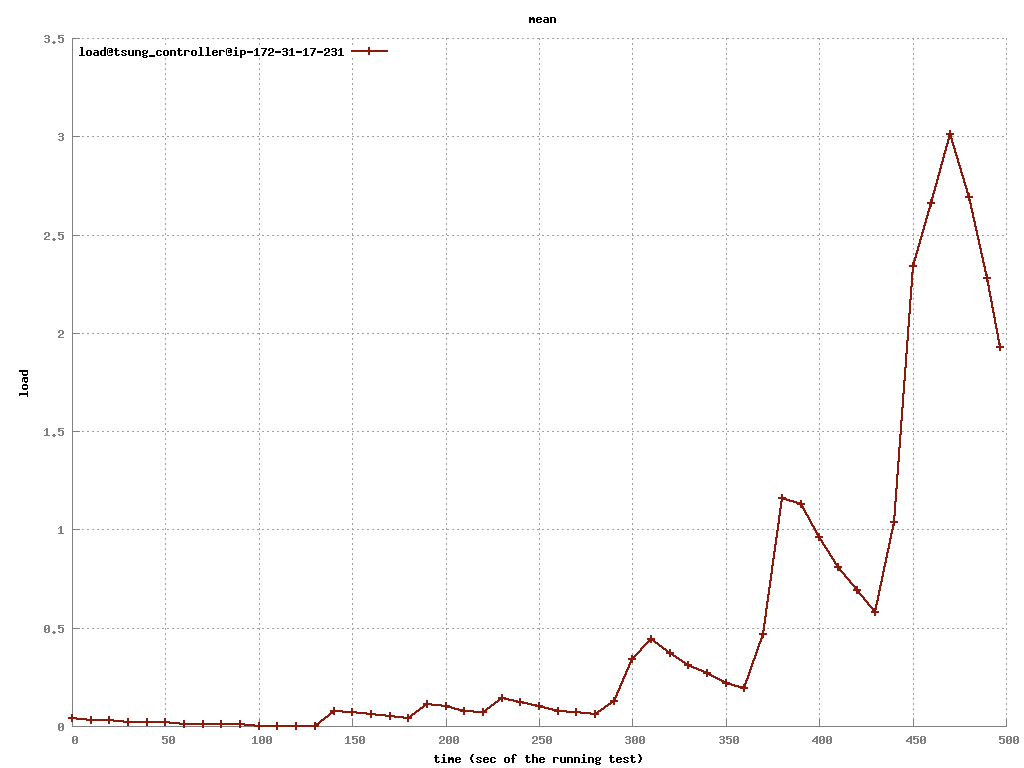 mean
load@tsung_controller@ip-172-31-17-231
3.5
3
2.5
2
1.5
1
0.5
0
load
0 50 100 150 200 250 300 350 400 450 500
time (sec of the running test)